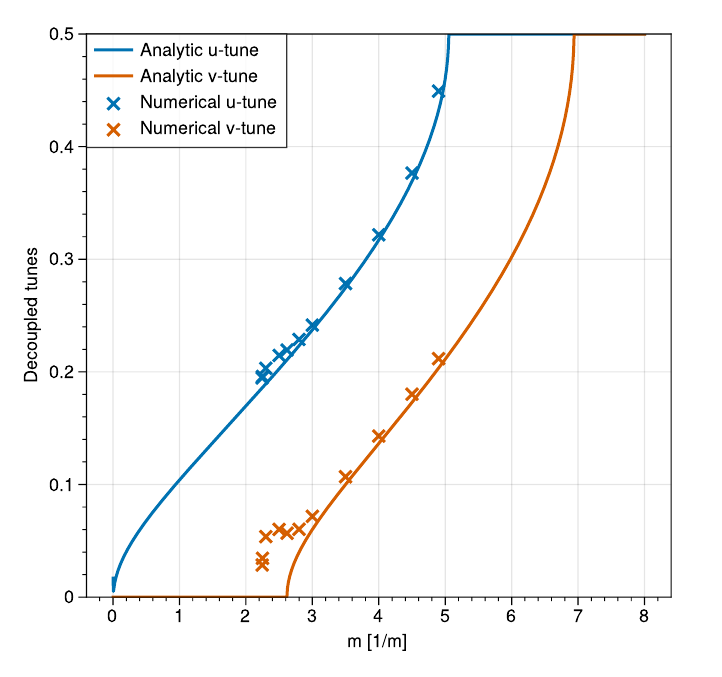 0.5
0.4
0.3
0.2
0.1
0
Decoupled tunes
Analytic u-tune
Analytic v-tune
Numerical u-tune
Numerical v-tune
0 1 2 3 4 5 6 7 8
m [1/m]